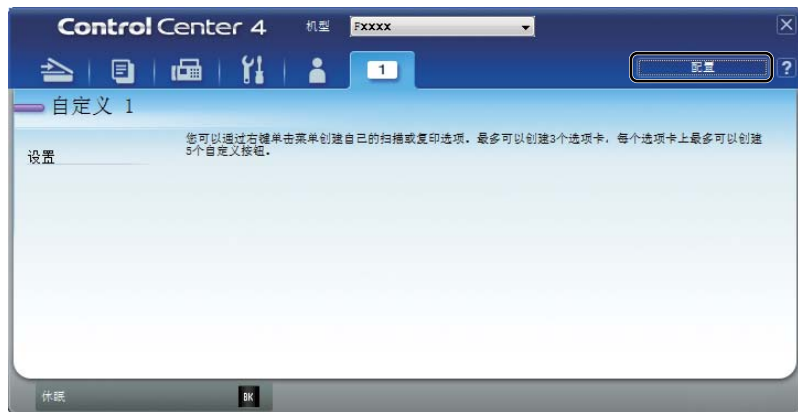 Control Center 4
机型
Fxxxx
1
配置
?
自定义 1
设置
您可以通过右键单击菜单创建自己的扫描或复印选项。最多可以创建3个选项卡，每个选项卡上最多可以创建
5个自定义按钮。
休眠
BK